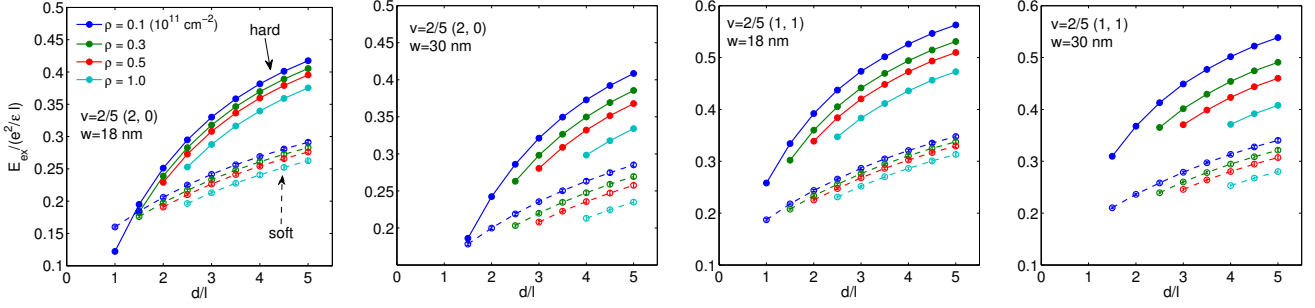 E_ex/(e²/ε l)
0.5
0.45
0.4
0.35
0.3
0.25
0.2
0.15
0.1
ρ = 0.1 (10¹¹ cm⁻²)
ρ = 0.3
ρ = 0.5
ρ = 1.0
hard
v=2/5 (2, 0)
w=18 nm
soft
0 1 2 3 4 5
d/l
v=2/5 (2, 0)
w=30 nm
0.5
0.45
0.4
0.35
0.3
0.25
0.2
0.1
0 1 2 3 4 5
d/l
v=2/5 (1, 1)
w=18 nm
0.6
0.5
0.4
0.3
0.2
0.1
0 1 2 3 4 5
d/l
v=2/5 (1, 1)
w=30 nm
0.6
0.5
0.4
0.3
0.2
0.1
0 1 2 3 4 5
d/l